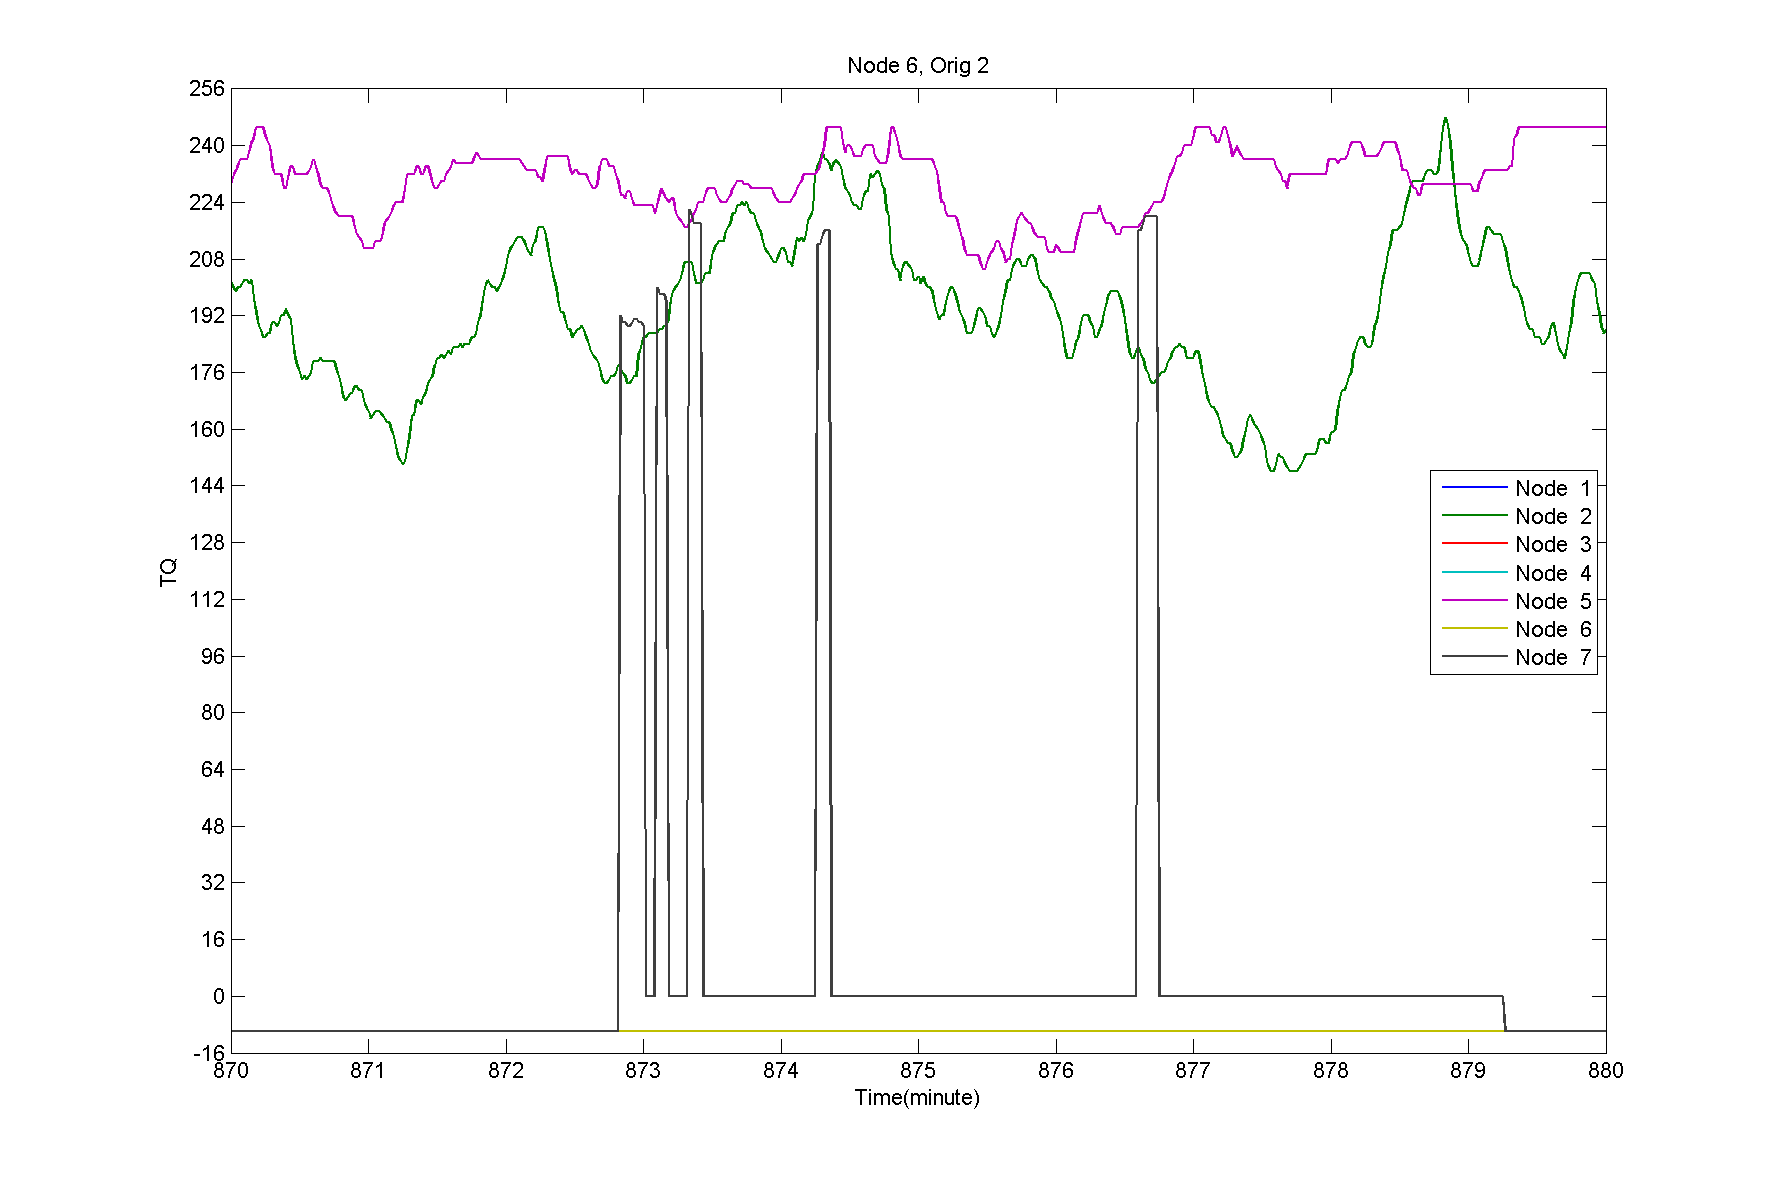 Node 6, Orig 2
256
240
224
208
192
176
160
144
128
112
96
80
64
48
32
16
0
-16
TQ
Node 1
Node 2
Node 3
Node 4
Node 5
Node 6
Node 7
870 871 872 873 874 875 876 877 878 879 880
Time(minute)